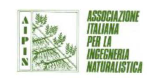 AIPIN
ASSOCIAZIONE
ITALIANA
PER LA
INGEGNERIA
NATURALISTICA